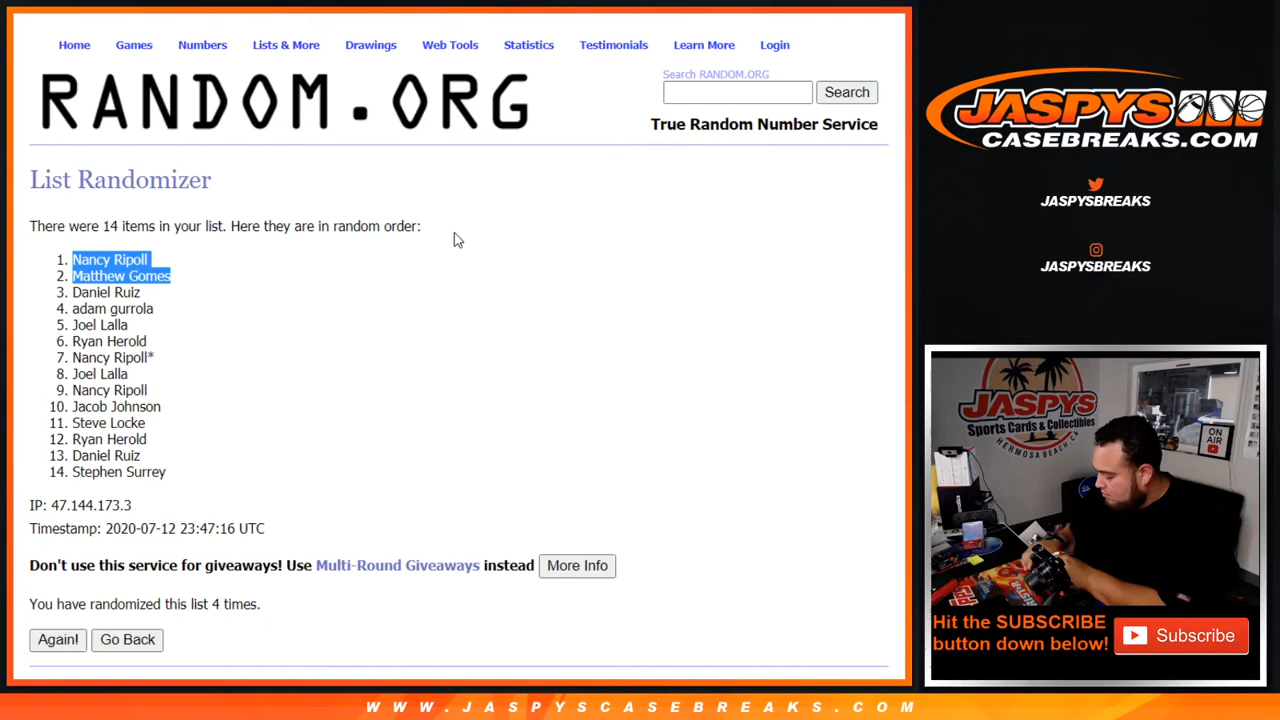 Home Games Numbers Lists & More Drawings Web Tools Statistics Testimonials Learn More Login
RANDOM.ORG
Search RANDOM.ORG
Search
True Random Number Service
List Randomizer
There were 14 items in your list. Here they are in random order:
1. Nancy Ripoll
2. Matthew Gomes
3. Daniel Ruiz
4. adam gurrola
5. Joel Lalla
6. Ryan Herold
7. Nancy Ripoll*
8. Joel Lalla
9. Nancy Ripoll
10. Jacob Johnson
11. Steve Locke
12. Ryan Herold
13. Daniel Ruiz
14. Stephen Surrey
IP: 47.144.173.3
Timestamp: 2020-07-12 23:47:16 UTC
Don't use this service for giveaways! Use Multi-Round Giveaways instead More Info
You have randomized this list 4 times.
Again! Go Back
JASPYS
CASEBREAKS.COM
JASPYSBREAKS
JASPYSBREAKS
JASPYS
Sports Cards & Collectibles
HERMOSA BEACH, CA
ON
AIR
Hit the SUBSCRIBE
button down below!
Subscribe
WWW.JASPYSCASEBREAKS.COM